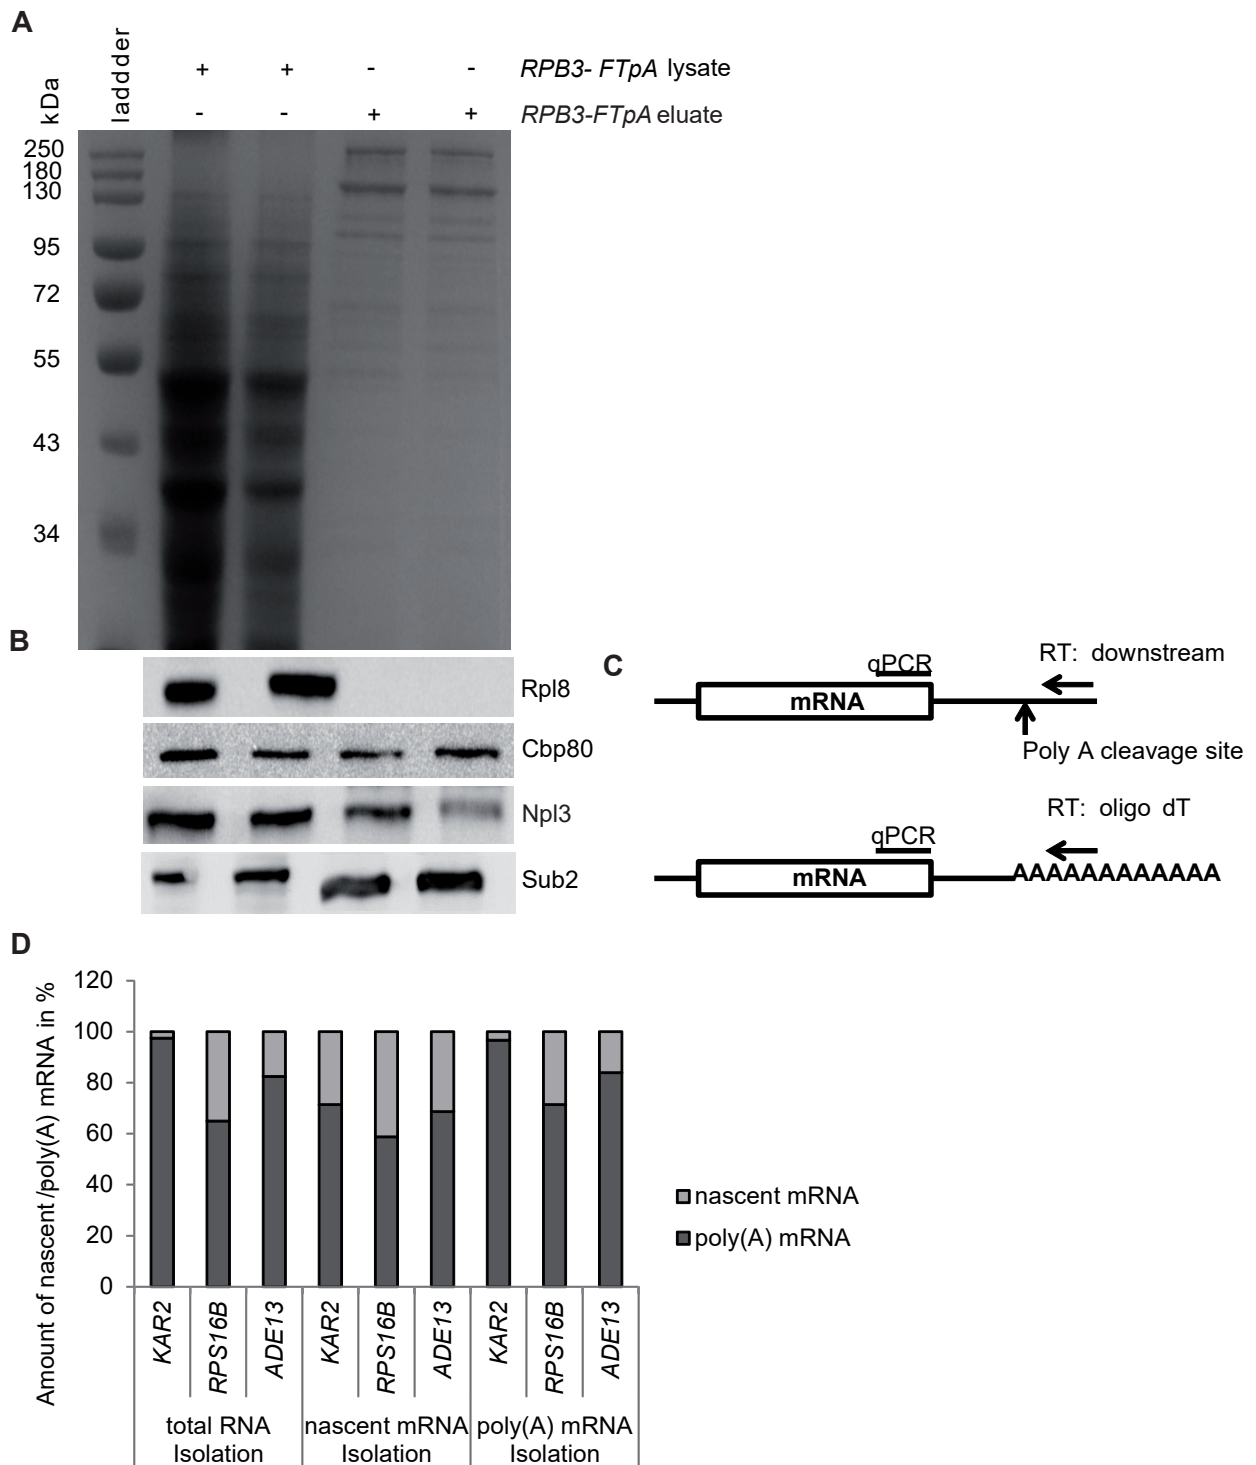 A
kDa
laddder
+ + - - RPB3- FTpA lysate
- - + + RPB3-FTpA eluate
250
180
130
95
72
55
43
34
B
Rpl8
Cbp80
Npl3
Sub2
C
qPCR
RT: downstream
mRNA
Poly A cleavage site
RT: oligo dT
qPCR
mRNA
AAAAAAAAAAAA
D
Amount of nascent /poly(A) mRNA in %
120
100
80
60
40
20
0
nascent mRNA
poly(A) mRNA
KAR2 RPS16B ADE13 KAR2 RPS16B ADE13 KAR2 RPS16B ADE13
total RNA nascent mRNA poly(A) mRNA
Isolation Isolation Isolation